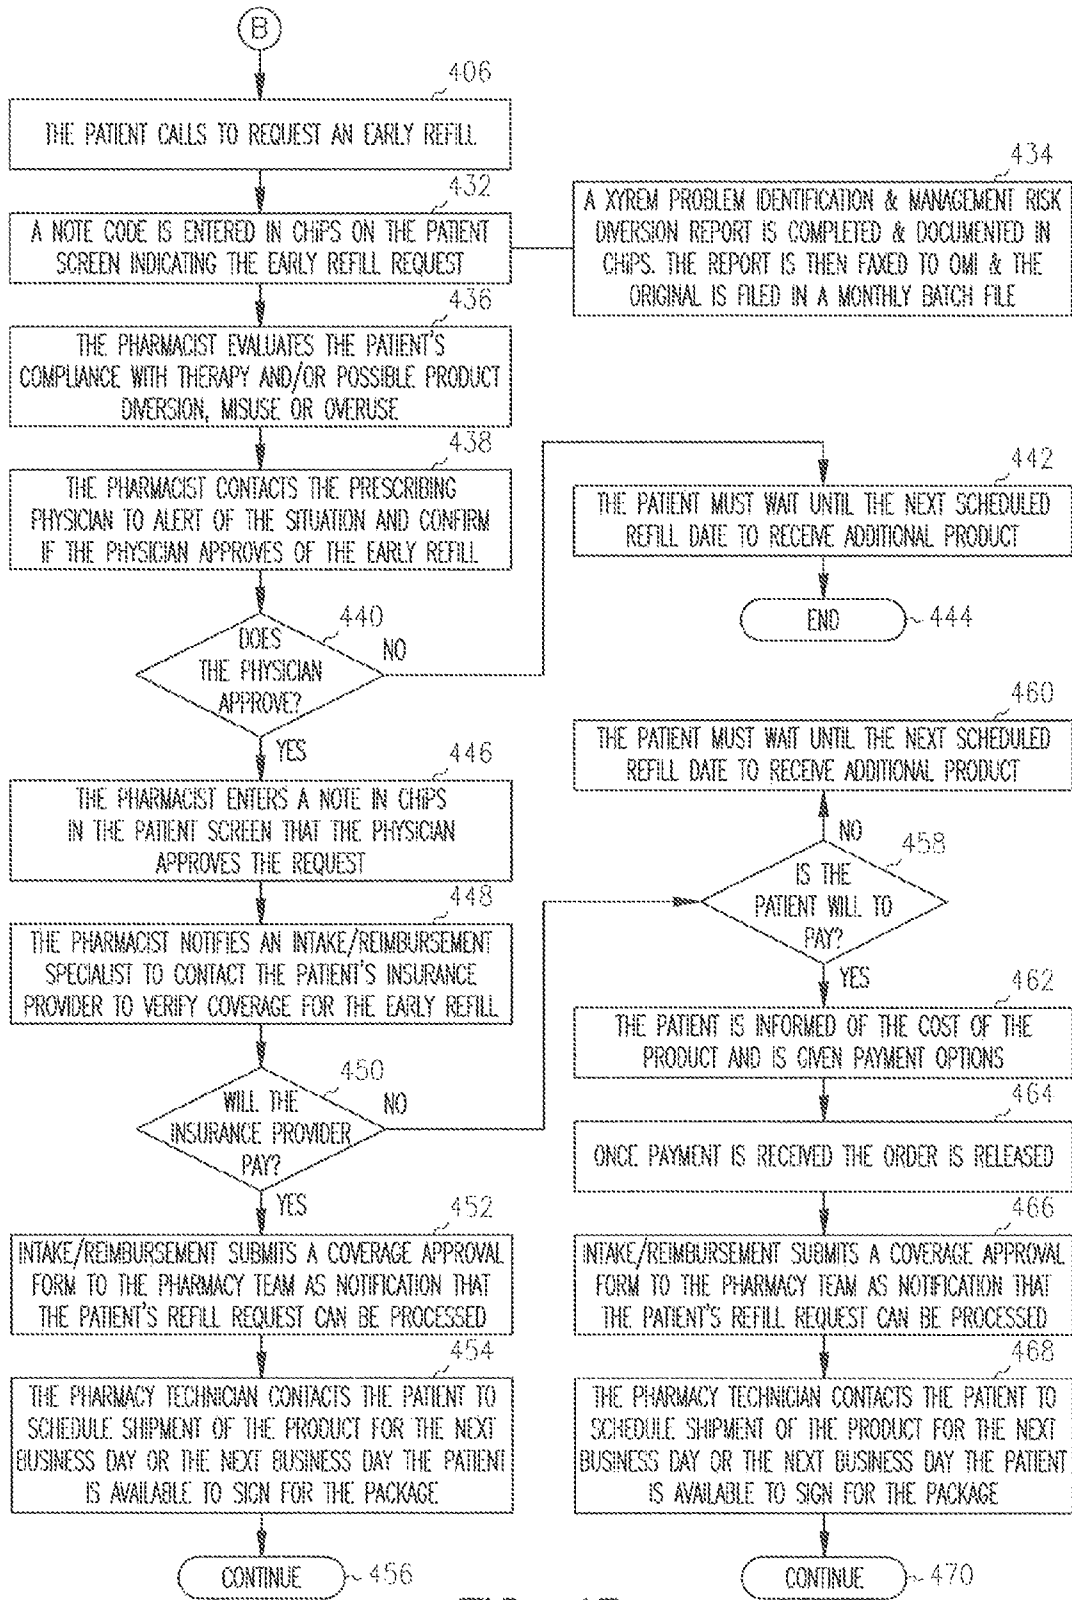 B
406
THE PATIENT CALLS TO REQUEST AN EARLY REFILL
432
A NOTE CODE IS ENTERED IN CHIPS ON THE PATIENT
SCREEN INDICATING THE EARLY REFILL REQUEST
434
A XYREM PROBLEM IDENTIFICATION & MANAGEMENT RISK
DIVERSION REPORT IS COMPLETED & DOCUMENTED IN
CHIPS. THE REPORT IS THEN FAXED TO OMI & THE
ORIGINAL IS FILED IN A MONTHLY BATCH FILE
436
THE PHARMACIST EVALUATES THE PATIENT'S
COMPLIANCE WITH THERAPY AND/OR POSSIBLE PRODUCT
DIVERSION, MISUSE OR OVERUSE
438
THE PHARMACIST CONTACTS THE PRESCRIBING
PHYSICIAN TO ALERT OF THE SITUATION AND CONFIRM
IF THE PHYSICIAN APPROVES OF THE EARLY REFILL
440
DOES
THE PHYSICIAN
APPROVE?
NO
442
THE PATIENT MUST WAIT UNTIL THE NEXT SCHEDULED
REFILL DATE TO RECEIVE ADDITIONAL PRODUCT
END
444
YES
446
THE PHARMACIST ENTERS A NOTE IN CHIPS
IN THE PATIENT SCREEN THAT THE PHYSICIAN
APPROVES THE REQUEST
448
THE PHARMACIST NOTIFIES AN INTAKE/REIMBURSEMENT
SPECIALIST TO CONTACT THE PATIENT'S INSURANCE
PROVIDER TO VERIFY COVERAGE FOR THE EARLY REFILL
450
WILL THE
INSURANCE PROVIDER
PAY?
NO
YES
452
INTAKE/REIMBURSEMENT SUBMITS A COVERAGE APPROVAL
FORM TO THE PHARMACY TEAM AS NOTIFICATION THAT
THE PATIENT'S REFILL REQUEST CAN BE PROCESSED
454
THE PHARMACY TECHNICIAN CONTACTS THE PATIENT TO
SCHEDULE SHIPMENT OF THE PRODUCT FOR THE NEXT
BUSINESS DAY OR THE NEXT BUSINESS DAY THE PATIENT
IS AVAILABLE TO SIGN FOR THE PACKAGE
CONTINUE
456
460
THE PATIENT MUST WAIT UNTIL THE NEXT SCHEDULED
REFILL DATE TO RECEIVE ADDITIONAL PRODUCT
NO
458
IS THE
PATIENT WILL TO
PAY?
YES
462
THE PATIENT IS INFORMED OF THE COST OF THE
PRODUCT AND IS GIVEN PAYMENT OPTIONS
464
ONCE PAYMENT IS RECEIVED THE ORDER IS RELEASED
466
INTAKE/REIMBURSEMENT SUBMITS A COVERAGE APPROVAL
FORM TO THE PHARMACY TEAM AS NOTIFICATION THAT
THE PATIENT'S REFILL REQUEST CAN BE PROCESSED
468
THE PHARMACY TECHNICIAN CONTACTS THE PATIENT TO
SCHEDULE SHIPMENT OF THE PRODUCT FOR THE NEXT
BUSINESS DAY OR THE NEXT BUSINESS DAY THE PATIENT
IS AVAILABLE TO SIGN FOR THE PACKAGE
CONTINUE
470